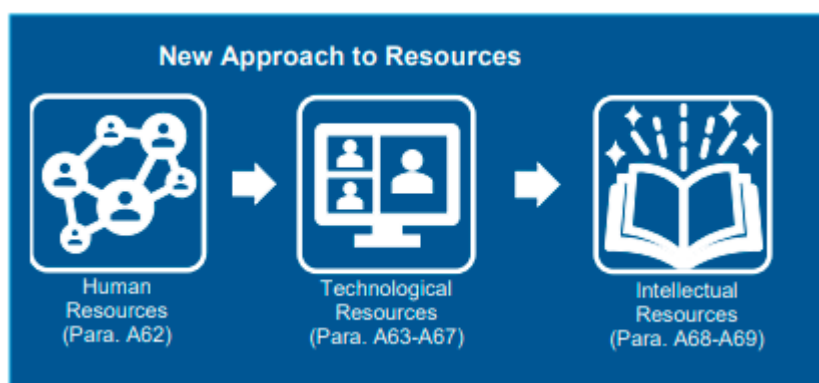 New Approach to Resources
Human
Resources
(Para. A62)
Technological
Resources
(Para. A63-A67)
Intellectual
Resources
(Para. A68-A69)